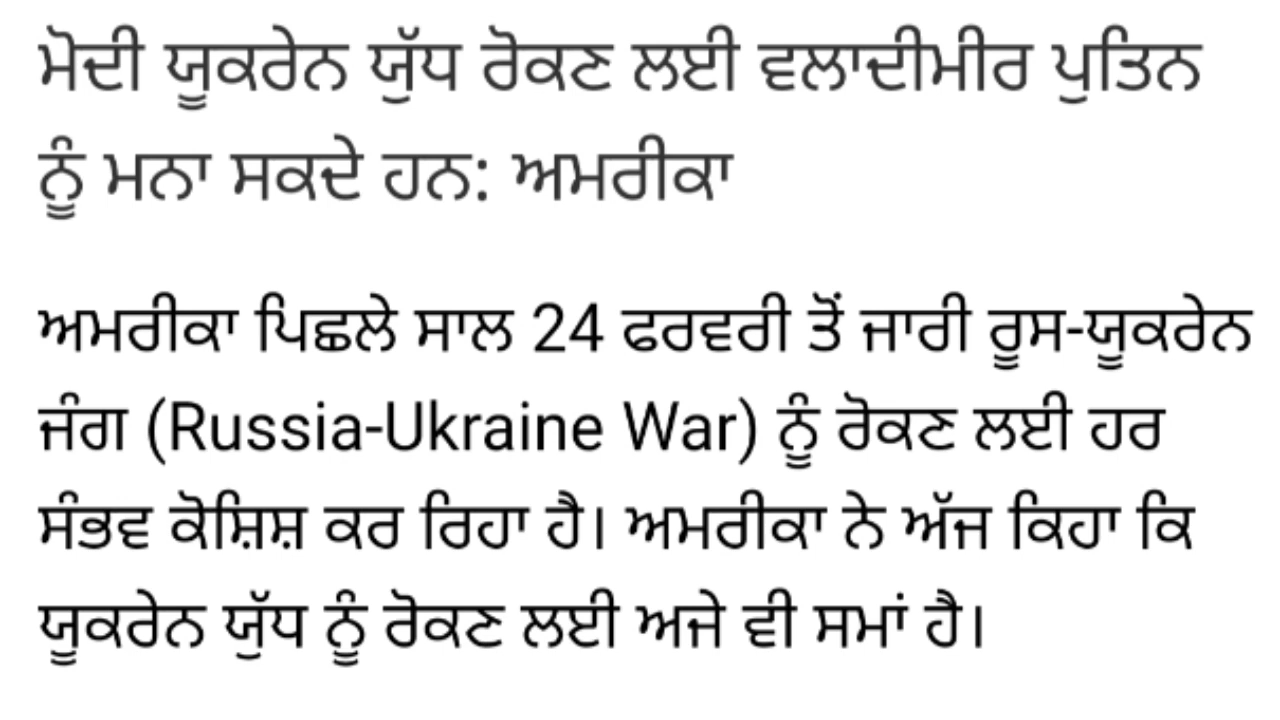 ਮੋਦੀ ਯੂਕਰੇਨ ਯੁੱਧ ਰੋਕਣ ਲਈ ਵਲਾਦੀਮੀਰ ਪੁਤਿਨ
ਨੂੰ ਮਨਾ ਸਕਦੇ ਹਨ: ਅਮਰੀਕਾ
ਅਮਰੀਕਾ ਪਿਛਲੇ ਸਾਲ 24 ਫਰਵਰੀ ਤੋਂ ਜਾਰੀ ਰੂਸ-ਯੂਕਰੇਨ
ਜੰਗ (Russia-Ukraine War) ਨੂੰ ਰੋਕਣ ਲਈ ਹਰ
ਸੰਭਵ ਕੋਸ਼ਿਸ਼ ਕਰ ਰਿਹਾ ਹੈ। ਅਮਰੀਕਾ ਨੇ ਅੱਜ ਕਿਹਾ ਕਿ
ਯੂਕਰੇਨ ਯੁੱਧ ਨੂੰ ਰੋਕਣ ਲਈ ਅਜੇ ਵੀ ਸਮਾਂ ਹੈ।